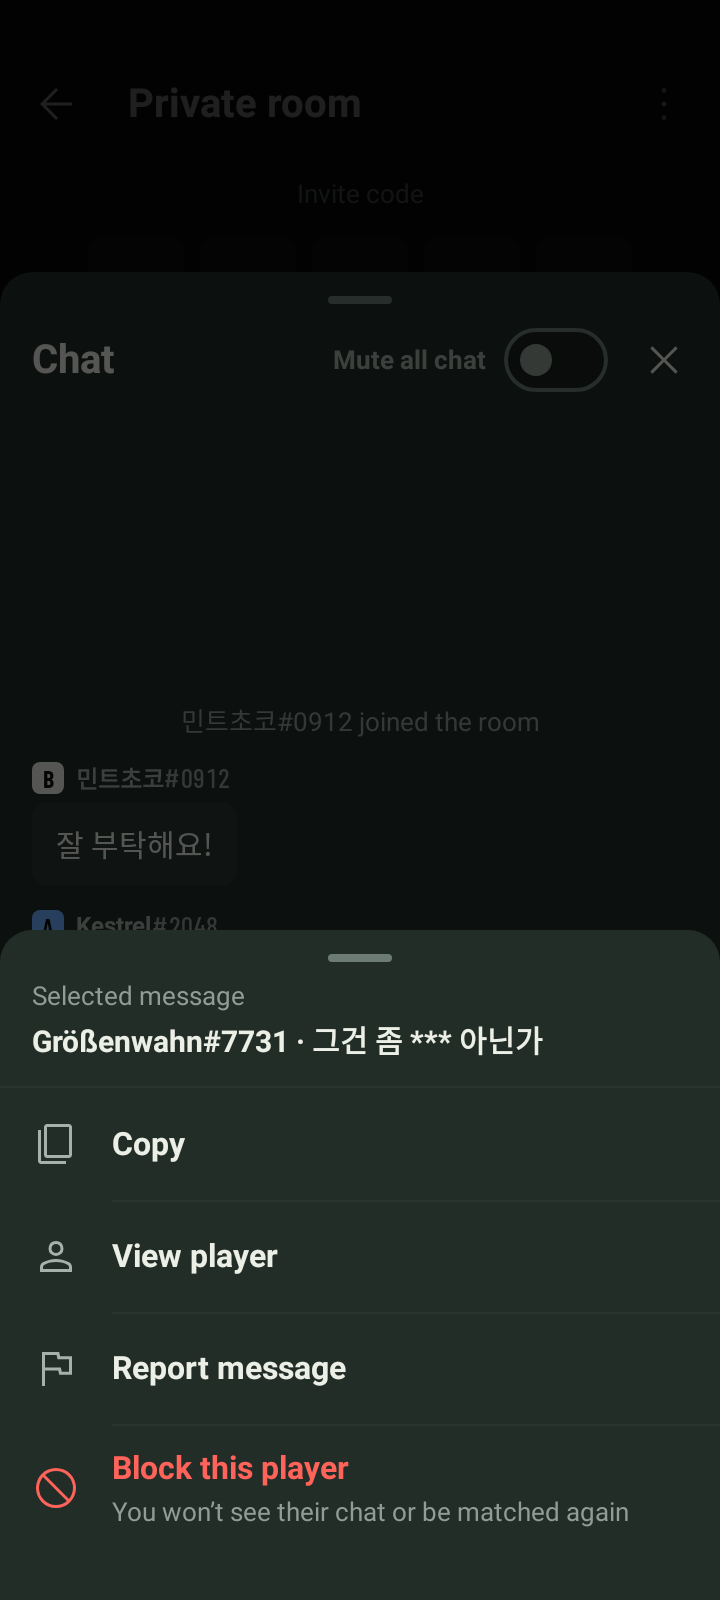 Private room
Invite code
Chat
Mute all chat
민트초코#0912 joined the room
B 민트초코#0912
잘 부탁해요!
A Kestrel#2048
Selected message
Größenwahn#7731 · 그건 좀 *** 아닌가
Copy
View player
Report message
Block this player
You won’t see their chat or be matched again